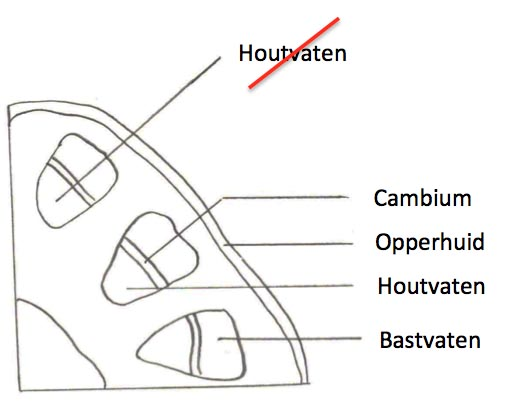 Houtvaten
Cambium
Opperhuid
Houtvaten
Bastvaten